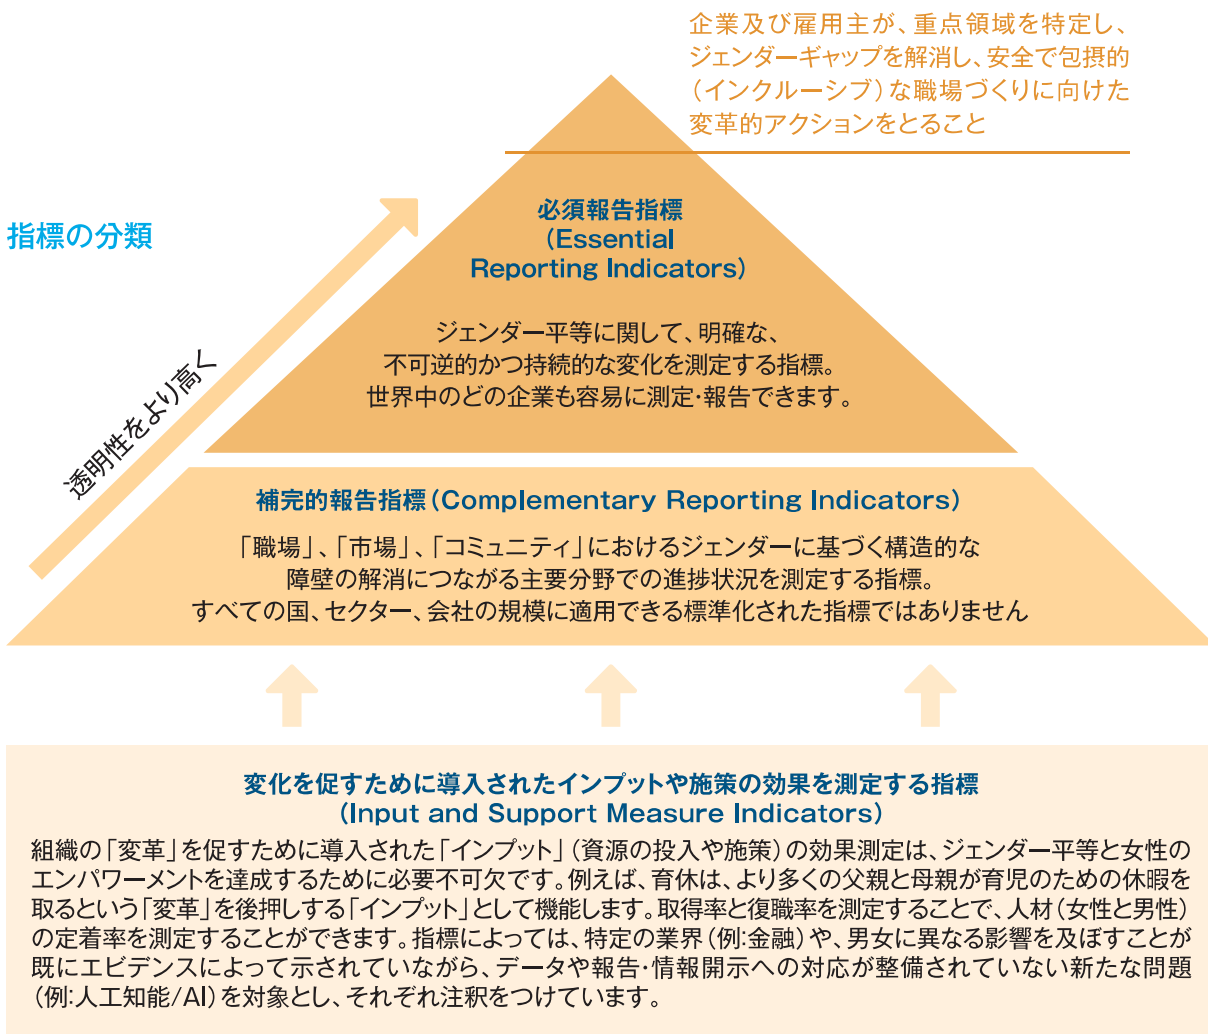 企業及び雇用主が、重点領域を特定し、
ジェンダーギャップを解消し、安全で包摂的
（インクルーシブ）な職場づくりに向けた
変革的アクションをとること
指標の分類
透明性をより高く
必須報告指標
（Essential
Reporting Indicators）
ジェンダー平等に関して、明確な、
不可逆的かつ持続的な変化を測定する指標。
世界中のどの企業も容易に測定・報告できます。
補完的報告指標（Complementary Reporting Indicators）
「職場」、「市場」、「コミュニティ」におけるジェンダーに基づく構造的な
障壁の解消につながる主要分野での進捗状況を測定する指標。
すべての国、セクター、会社の規模に適用できる標準化された指標ではありません
変化を促すために導入されたインプットや施策の効果を測定する指標
（Input and Support Measure Indicators）
組織の「変革」を促すために導入された「インプット」（資源の投入や施策）の効果測定は、ジェンダー平等と女性の
エンパワーメントを達成するために必要不可欠です。例えば、育休は、より多くの父親と母親が育児のための休暇を
取るという「変革」を後押しする「インプット」として機能します。取得率と復職率を測定することで、人材（女性と男性）
の定着率を測定することができます。指標によっては、特定の業界（例:金融）や、男女に異なる影響を及ぼすことが
既にエビデンスによって示されていながら、データや報告・情報開示への対応が整備されていない新たな問題
（例:人工知能/AI）を対象とし、それぞれ注釈をつけています。